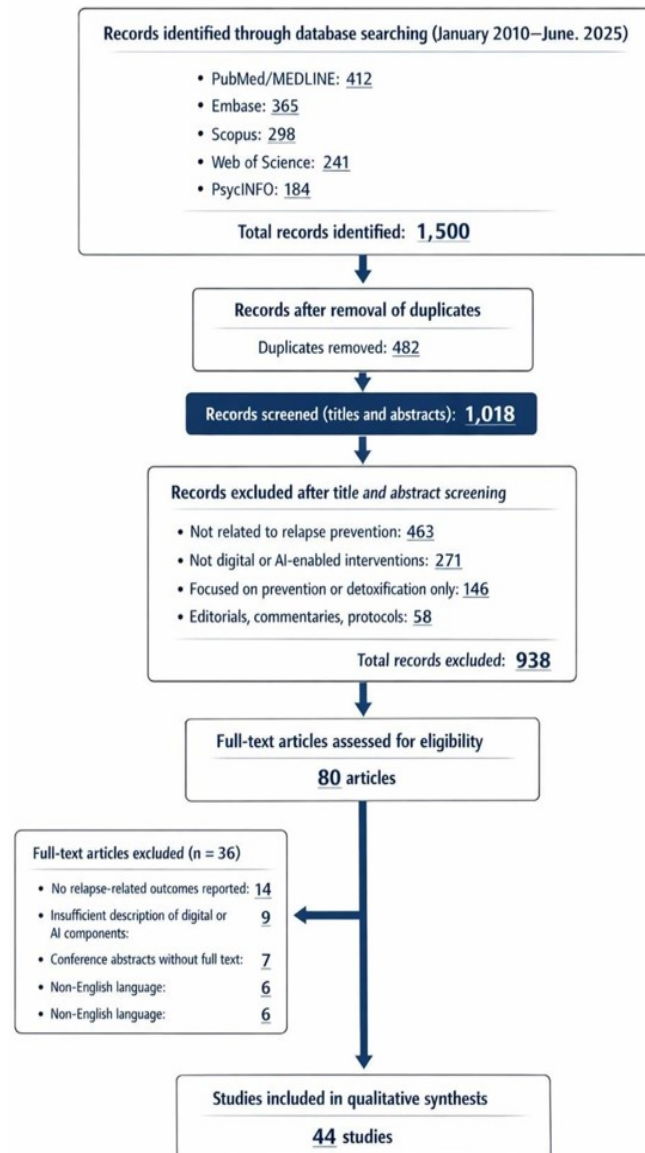 Records identified through database searching (January 2010–June. 2025)
• PubMed/MEDLINE: 412
• Embase: 365
• Scopus: 298
• Web of Science: 241
• PsycINFO: 184
Total records identified: 1,500
Records after removal of duplicates
Duplicates removed: 482
Records screened (titles and abstracts): 1,018
Records excluded after title and abstract screening
• Not related to relapse prevention: 463
• Not digital or AI-enabled interventions: 271
• Focused on prevention or detoxification only: 146
• Editorials, commentaries, protocols: 58
Total records excluded: 938
Full-text articles assessed for eligibility
80 articles
Full-text articles excluded (n = 36)
• No relapse-related outcomes reported: 14
• Insufficient description of digital or 9
AI components:
• Conference abstracts without full text: 7
• Non-English language: 6
• Non-English language: 6
Studies included in qualitative synthesis
44 studies